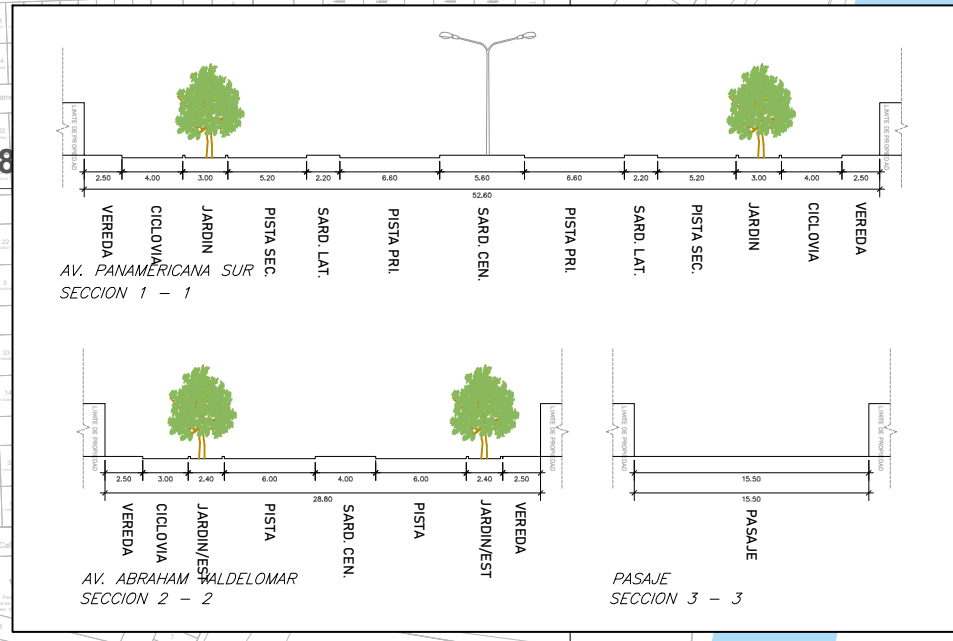 LIMITE DE PROPIEDAD
LIMITE DE PROPIEDAD
8
2.50 4.00 3.00 5.20 2.20 6.60 5.60 6.60 2.20 5.20 3.00 4.00 2.50
52.60
VEREDA
CICLOVIA
JARDIN
PISTA SEC.
SARD. LAT.
PISTA PRI.
SARD. CEN.
PISTA PRI.
SARD. LAT.
PISTA SEC.
JARDIN
CICLOVIA
VEREDA
AV. PANAMERICANA SUR
SECCION 1 - 1
LIMITE DE PROPIEDAD
LIMITE DE PROPIEDAD
2.50 3.00 2.40 6.00 4.00 6.00 2.40 2.50
28.80
VEREDA
CICLOVIA
JARDIN/EST
PISTA
SARD. CEN.
PISTA
JARDIN/EST
VEREDA
AV. ABRAHAM VALDELOMAR
SECCION 2 - 2
LIMITE DE PROPIEDAD
LIMITE DE PROPIEDAD
15.50
15.50
PASAJE
PASAJE
SECCION 3 - 3